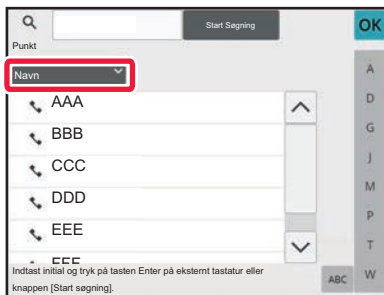 Start Søgning
OK
Punkt
Navn
AAA
BBB
CCC
DDD
EEE
FFF
Indtast initial og tryk på tasten Enter på eksternt tastatur eller
knappen [Start søgning].
ABC
A
D
G
J
M
P
T
W